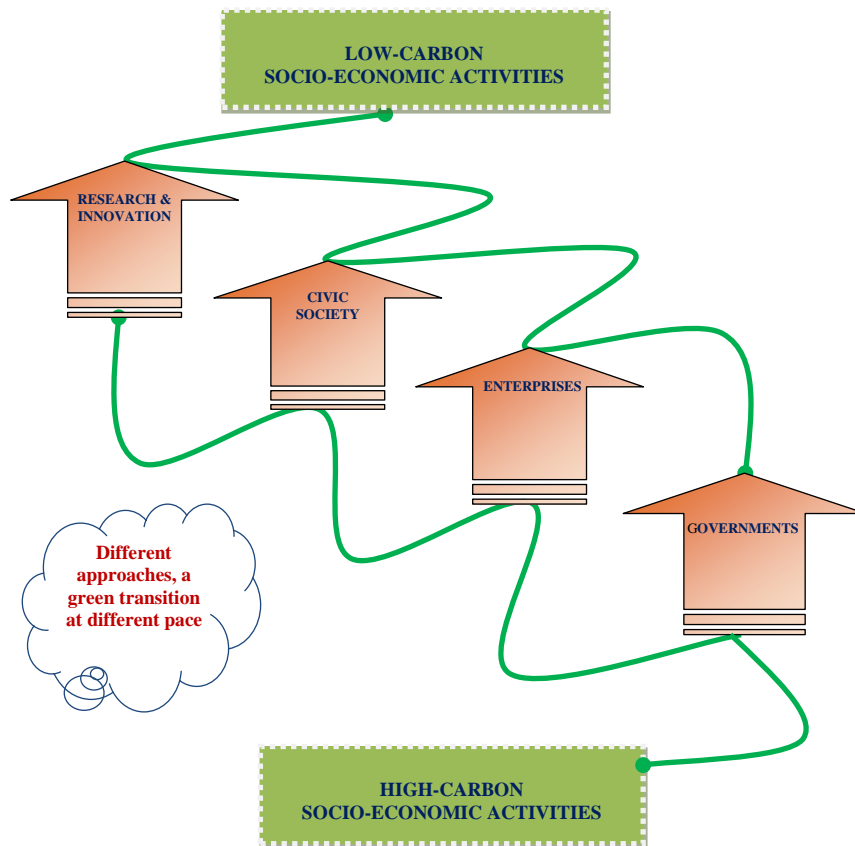 LOW-CARBON
SOCIO-ECONOMIC ACTIVITIES
RESEARCH &
INNOVATION
CIVIC
SOCIETY
ENTERPRISES
GOVERNMENTS
Different
approaches, a
green transition
at different pace
HIGH-CARBON
SOCIO-ECONOMIC ACTIVITIES